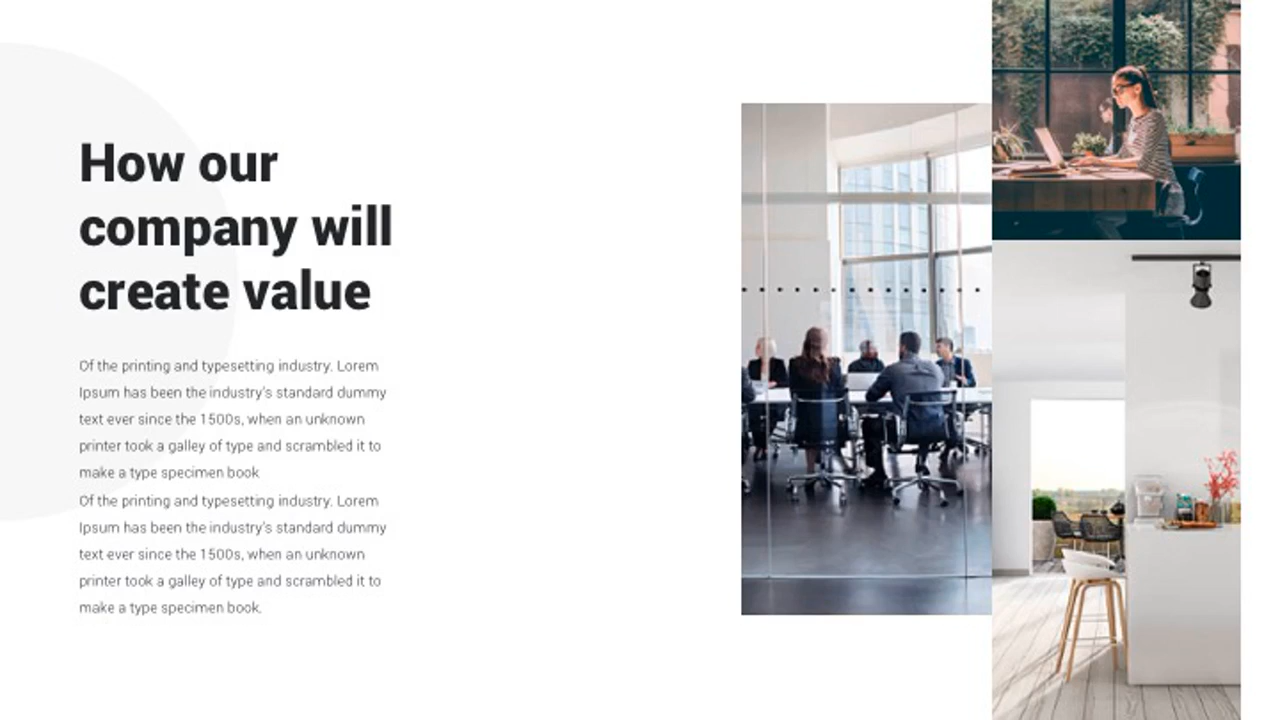 How our
company will
create value
Of the printing and typesetting industry. Lorem
Ipsum has been the industry's standard dummy
text ever since the 1500s, when an unknown
printer took a galley of type and scrambled it to
make a type specimen book
Of the printing and typesetting industry. Lorem
Ipsum has been the industry's standard dummy
text ever since the 1500s, when an unknown
printer took a galley of type and scrambled it to
make a type specimen book.